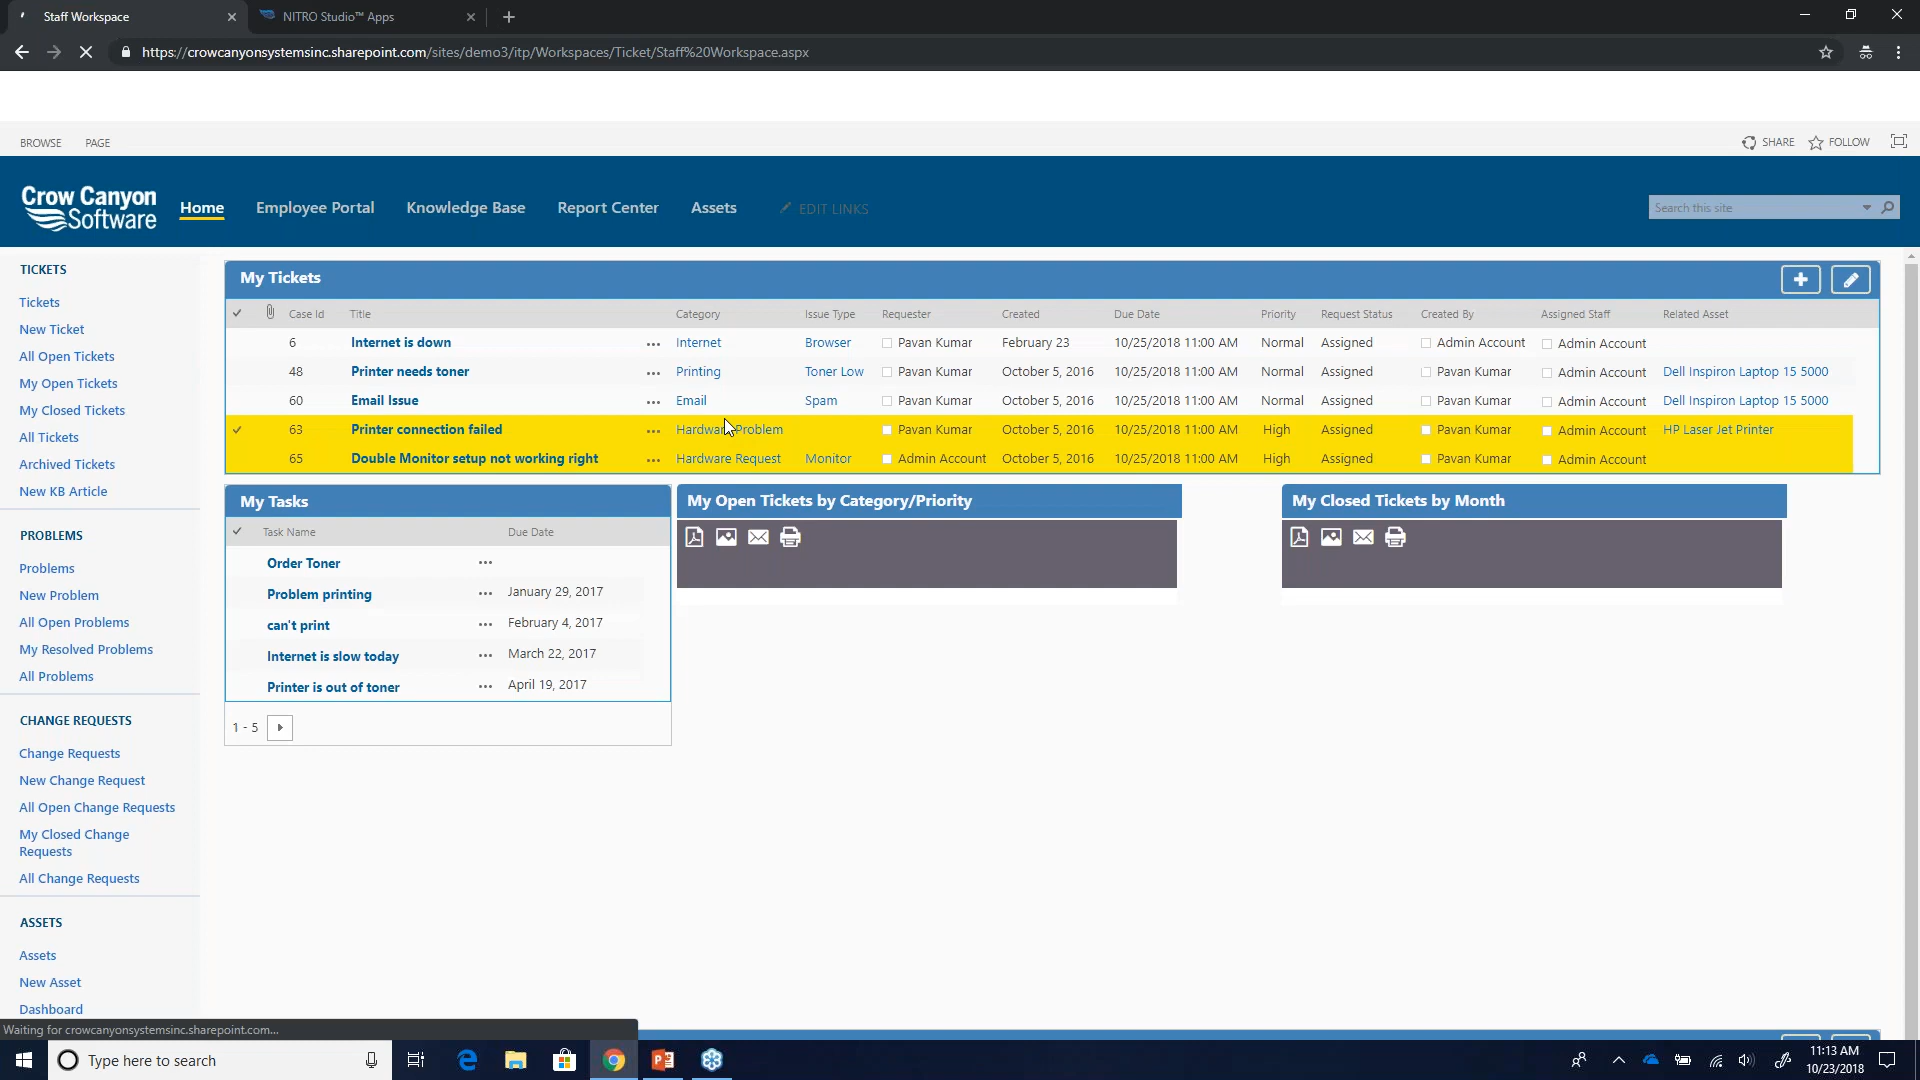 Staff Workspace
NITRO Studio™ Apps
https://crowcanyonsystemsinc.sharepoint.com/sites/demo3/itp/Workspaces/Ticket/Staff%20Workspace.aspx
BROWSE PAGE
SHARE FOLLOW
Crow Canyon
Software
Home Employee Portal Knowledge Base Report Center Assets EDIT LINKS
Search this site
TICKETS
Tickets
New Ticket
All Open Tickets
My Open Tickets
My Closed Tickets
All Tickets
Archived Tickets
New KB Article
PROBLEMS
Problems
New Problem
All Open Problems
My Resolved Problems
All Problems
CHANGE REQUESTS
Change Requests
New Change Request
All Open Change Requests
My Closed Change
Requests
All Change Requests
ASSETS
Assets
New Asset
Dashboard
My Tickets
Case Id Title Category Issue Type Requester Created Due Date Priority Request Status Created By Assigned Staff Related Asset
6 Internet is down ... Internet Browser Pavan Kumar February 23 10/25/2018 11:00 AM Normal Assigned Admin Account Admin Account
48 Printer needs toner ... Printing Toner Low Pavan Kumar October 5, 2016 10/25/2018 11:00 AM Normal Assigned Pavan Kumar Admin Account Dell Inspiron Laptop 15 5000
60 Email Issue ... Email Spam Pavan Kumar October 5, 2016 10/25/2018 11:00 AM Normal Assigned Pavan Kumar Admin Account Dell Inspiron Laptop 15 5000
63 Printer connection failed ... Hardware Problem Pavan Kumar October 5, 2016 10/25/2018 11:00 AM High Assigned Pavan Kumar Admin Account HP Laser Jet Printer
65 Double Monitor setup not working right ... Hardware Request Monitor Admin Account October 5, 2016 10/25/2018 11:00 AM High Assigned Pavan Kumar Admin Account
My Tasks
Task Name Due Date
Order Toner ...
Problem printing ... January 29, 2017
can't print ... February 4, 2017
Internet is slow today ... March 22, 2017
Printer is out of toner ... April 19, 2017
1 - 5
My Open Tickets by Category/Priority
My Closed Tickets by Month
Waiting for crowcanyonsystemsinc.sharepoint.com...
Type here to search
11:13 AM
10/23/2018